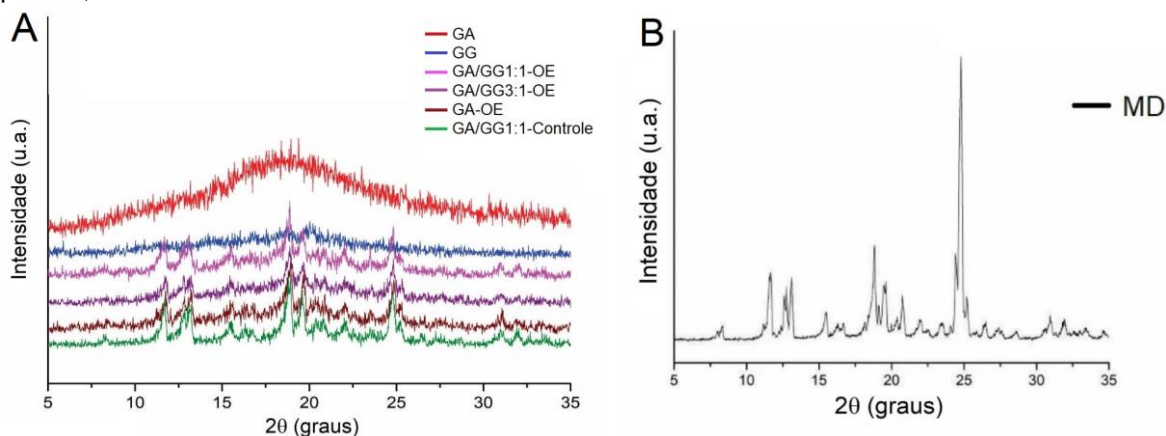 A
GA
GG
GA/GG1:1-OE
GA/GG3:1-OE
GA-OE
GA/GG1:1-Controle
Intensidade (u.a.)
5 10 15 20 25 30 35
2θ (graus)
B
MD
Intensidade (u.a.)
5 10 15 20 25 30 35
2θ (graus)